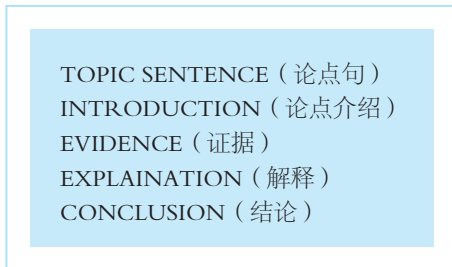 TOPIC SENTENCE（论点句）
INTRODUCTION（论点介绍）
EVIDENCE（证据）
EXPLAINATION（解释）
CONCLUSION（结论）